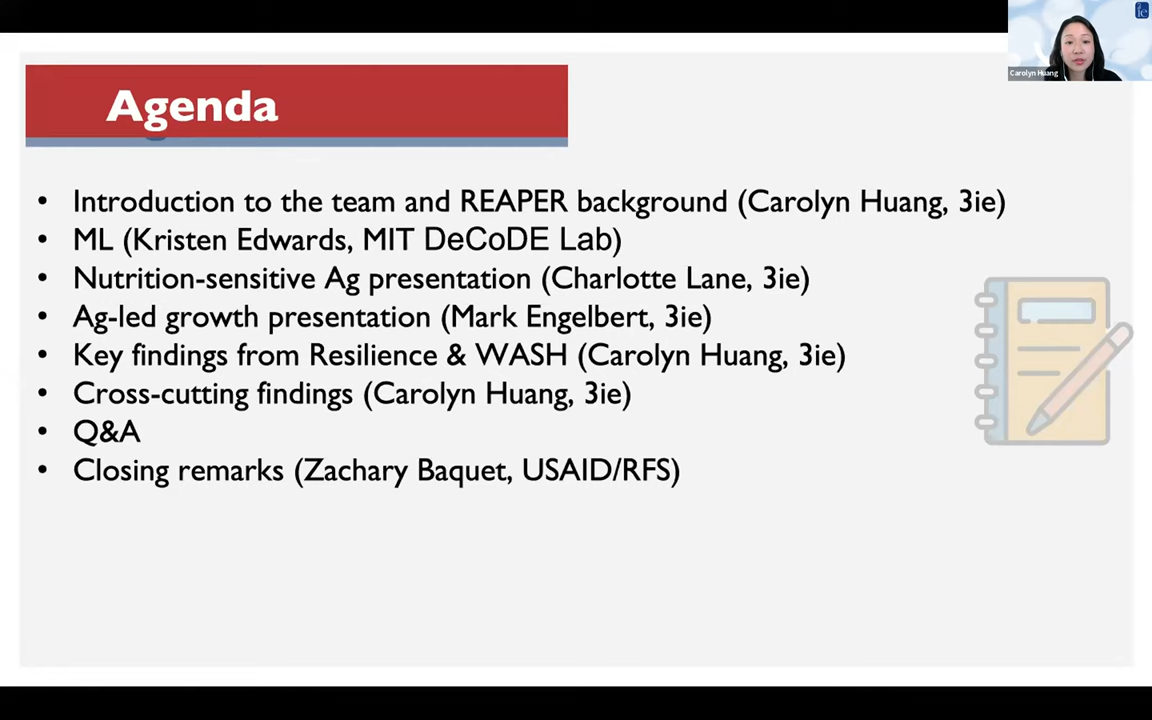 ie
Carolyn Huang
Agenda
• Introduction to the team and REAPER background (Carolyn Huang, 3ie)
• ML (Kristen Edwards, MIT DeCoDE Lab)
• Nutrition-sensitive Ag presentation (Charlotte Lane, 3ie)
• Ag-led growth presentation (Mark Engelbert, 3ie)
• Key findings from Resilience & WASH (Carolyn Huang, 3ie)
• Cross-cutting findings (Carolyn Huang, 3ie)
• Q&A
• Closing remarks (Zachary Baquet, USAID/RFS)